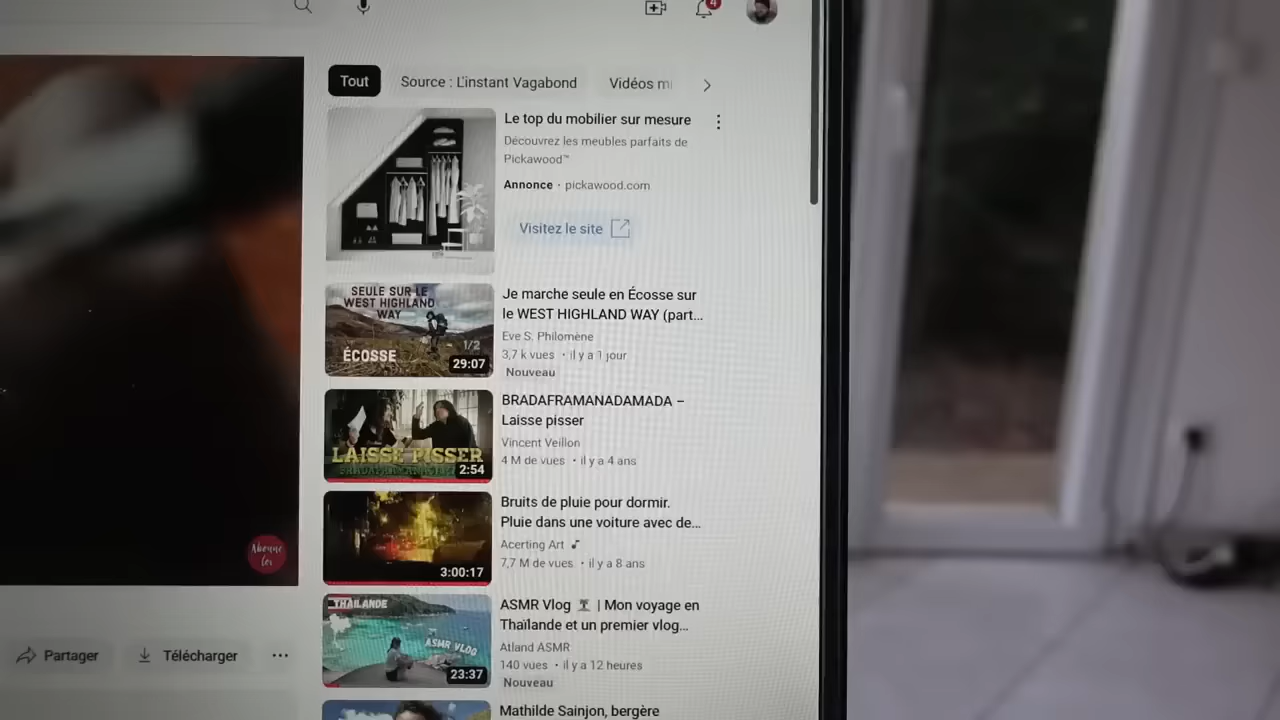 4
Tout
Source : L'instant Vagabond
Vidéos mi
Le top du mobilier sur mesure
Découvrez les meubles parfaits de
Pickawood™
Annonce · pickawood.com
Visitez le site
SEULE SUR LE
WEST HIGHLAND
WAY
1/2
ÉCOSSE
29:07
Je marche seule en Écosse sur
le WEST HIGHLAND WAY (part...
Eve S. Philomène
3,7 k vues · il y a 1 jour
Nouveau
LAISSE PISSER
2:54
BRADAFRAMANADAMADA –
Laisse pisser
Vincent Veillon
4 M de vues · il y a 4 ans
3:00:17
Bruits de pluie pour dormir.
Pluie dans une voiture avec de...
Acerting Art
7,7 M de vues · il y a 8 ans
Abonne
toi
THAÏLANDE
ASMR VLOG
23:37
ASMR Vlog | Mon voyage en
Thaïlande et un premier vlog...
Atland ASMR
140 vues · il y a 12 heures
Nouveau
Partager
Télécharger
Mathilde Sainjon, bergère